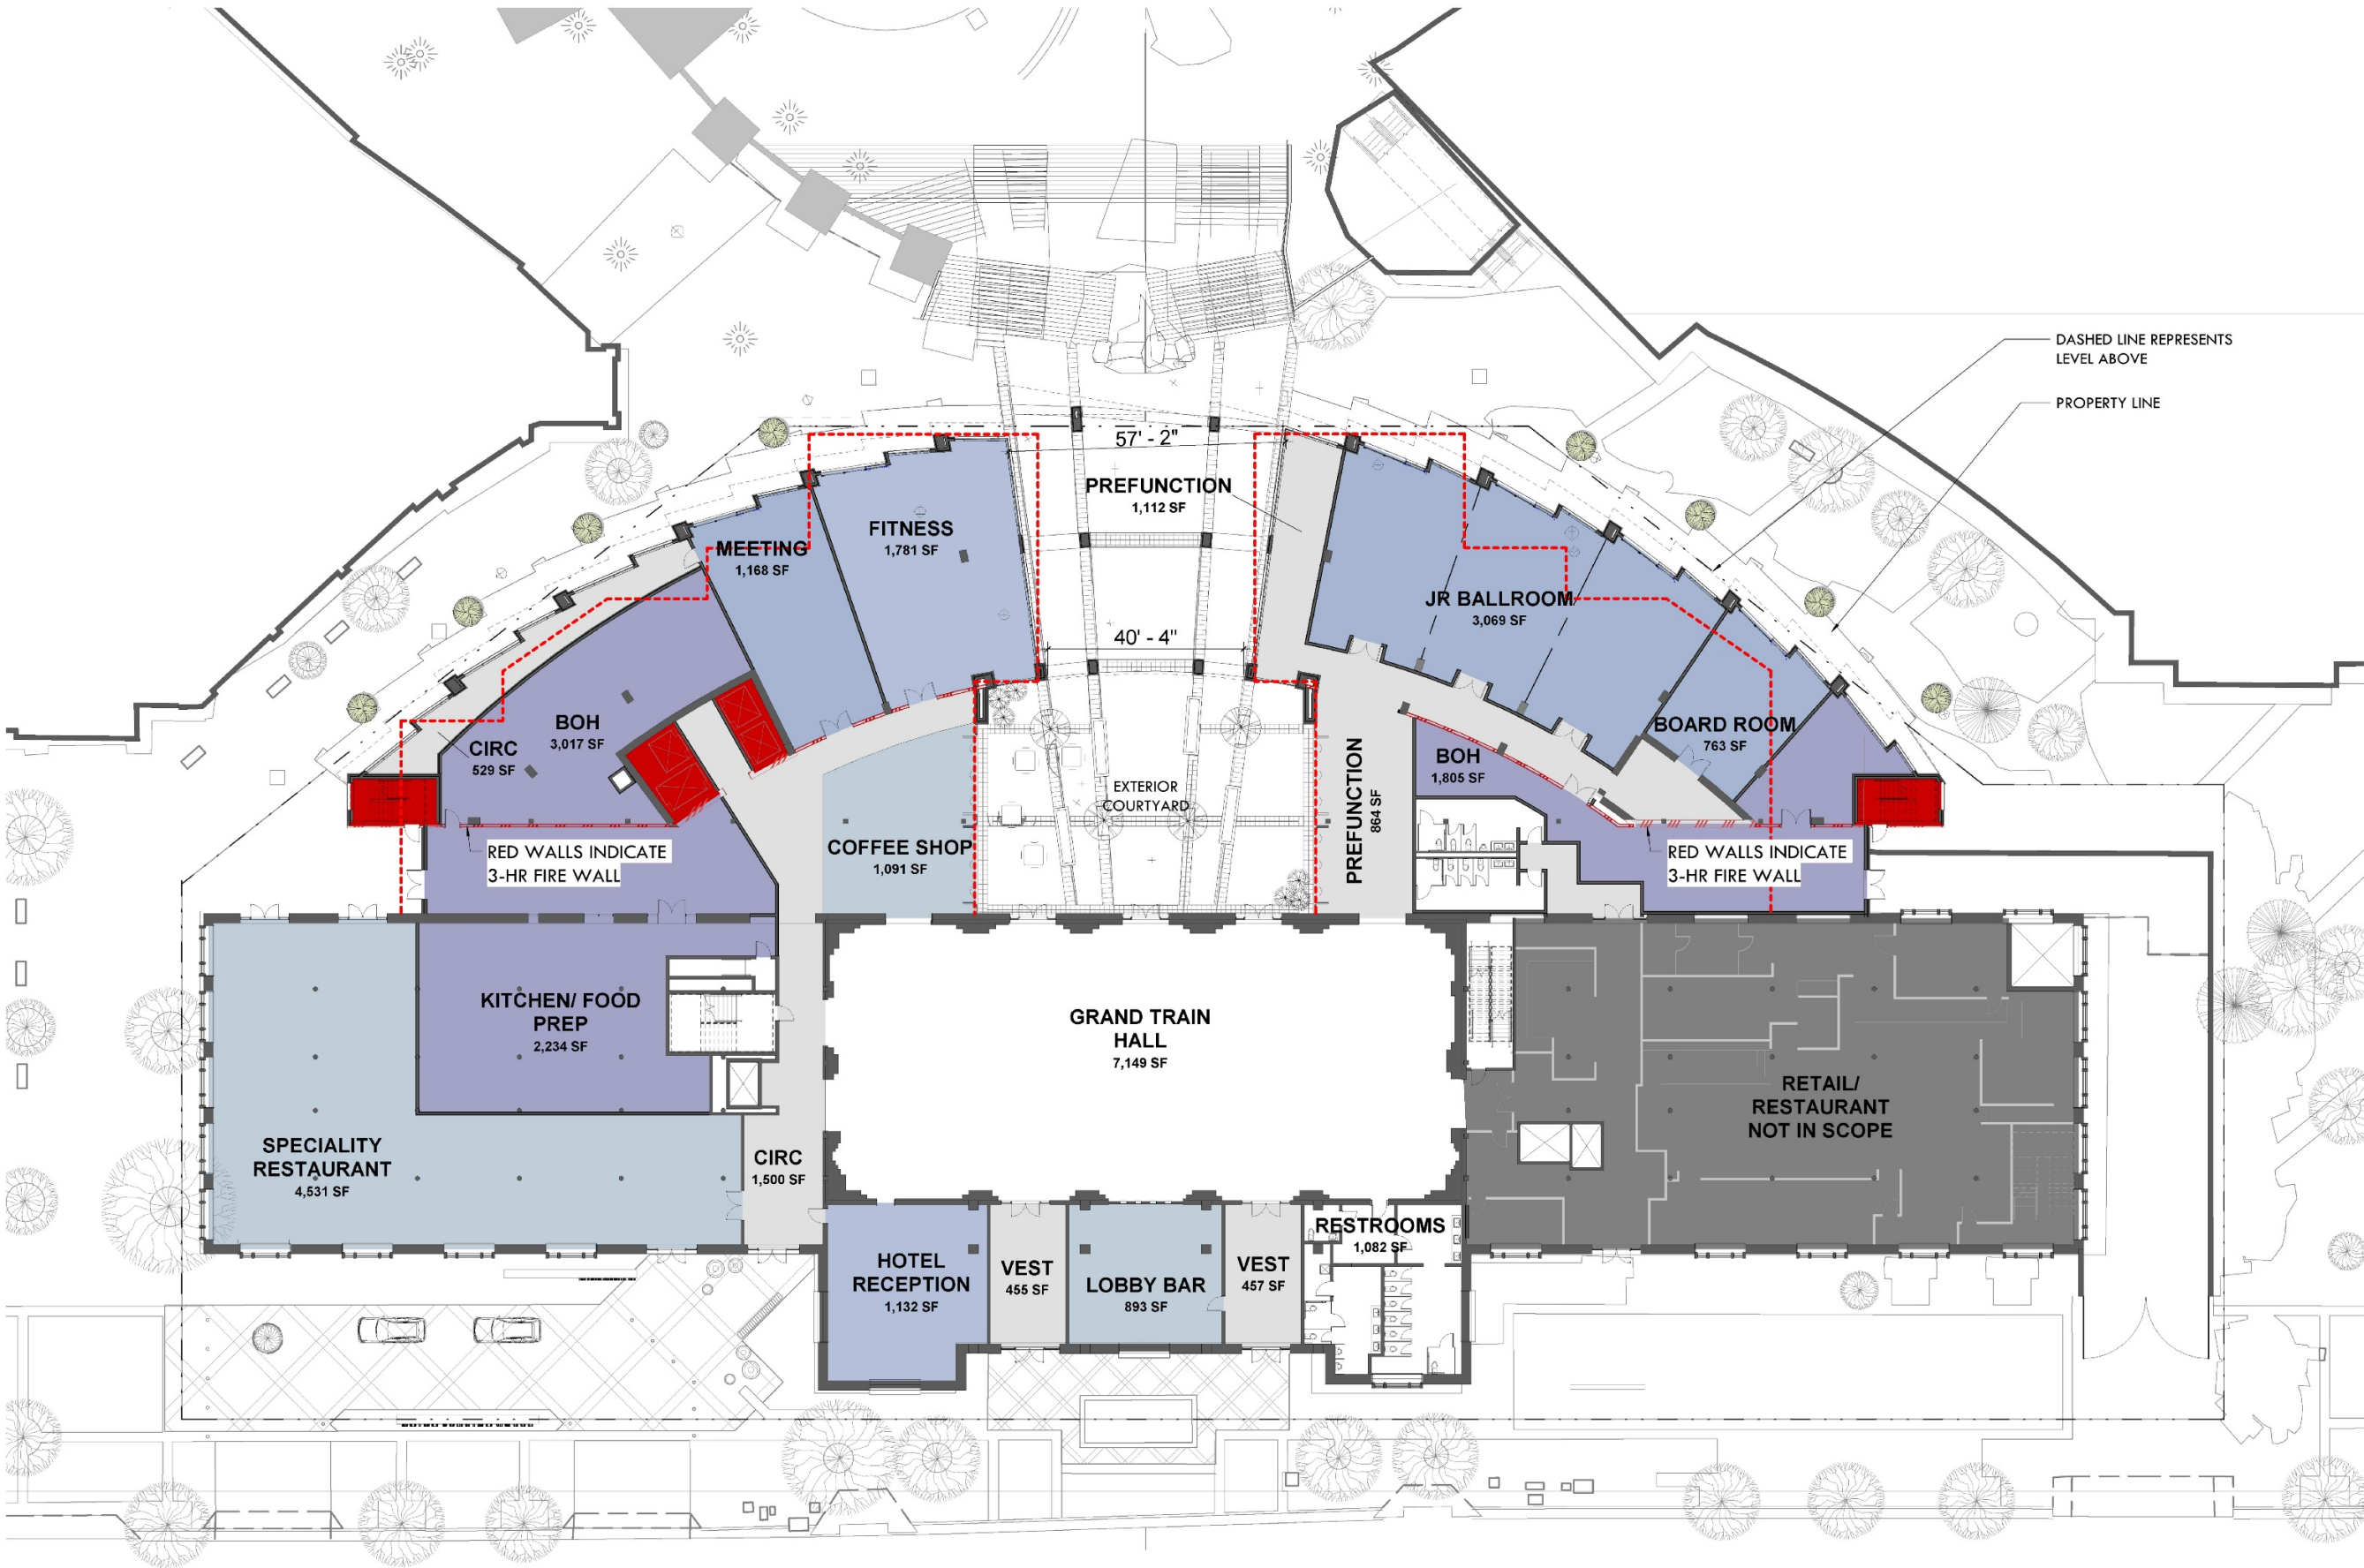 DASHED LINE REPRESENTS
LEVEL ABOVE
PROPERTY LINE
57' - 2"
PREFUNCTION
1,112 SF
FITNESS
1,781 SF
MEETING
1,168 SF
JR BALLROOM
3,069 SF
40' - 4"
BOH
3,017 SF
CIRC
529 SF
BOARD ROOM
763 SF
BOH
1,805 SF
EXTERIOR
COURTYARD
PREFUNCTION
864 SF
COFFEE SHOP
1,091 SF
RED WALLS INDICATE
3-HR FIRE WALL
RED WALLS INDICATE
3-HR FIRE WALL
KITCHEN/ FOOD
PREP
2,234 SF
GRAND TRAIN
HALL
7,149 SF
RETAIL/
RESTAURANT
NOT IN SCOPE
SPECIALITY
RESTAURANT
4,531 SF
CIRC
1,500 SF
RESTROOMS
1,082 SF
HOTEL
RECEPTION
1,132 SF
VEST
455 SF
LOBBY BAR
893 SF
VEST
457 SF